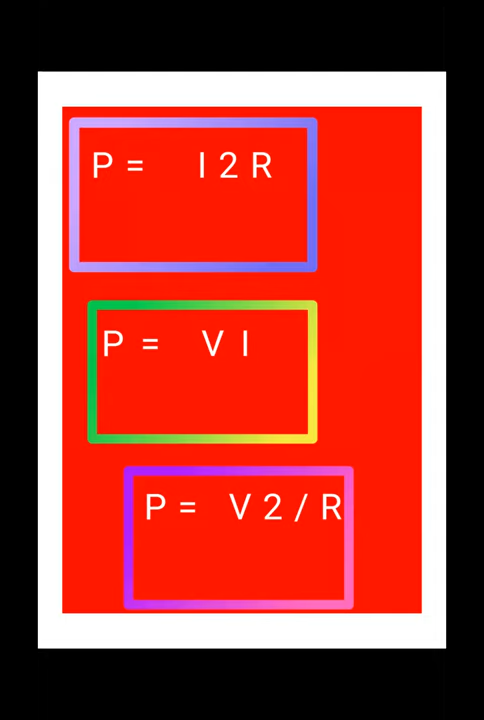 P = I 2 R
P = V I
P = V 2 / R